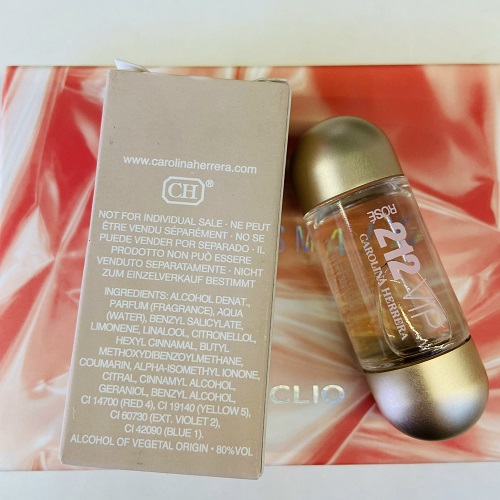 www.carolinaherrera.com
CH®
NOT FOR INDIVIDUAL SALE - NE PEUT
ÊTRE VENDU SÉPARÉMENT - NO SE
PUEDE VENDER POR SEPARADO - IL
PRODOTTO NON PUÒ ESSERE
VENDUTO SEPARATAMENTE - NICHT
ZUM EINZELVERKAUF BESTIMMT
INGREDIENTS: ALCOHOL DENAT.,
PARFUM (FRAGRANCE), AQUA
(WATER), BENZYL SALICYLATE,
LIMONENE, LINALOOL, CITRONELLOL,
HEXYL CINNAMAL, BUTYL
METHOXYDIBENZOYLMETHANE,
COUMARIN, ALPHA-ISOMETHYL IONONE,
CITRAL, CINNAMYL ALCOHOL,
GERANIOL, BENZYL ALCOHOL,
CI 14700 (RED 4), CI 19140 (YELLOW 5),
CI 60730 (EXT. VIOLET 2),
CI 42090 (BLUE 1).
ALCOHOL OF VEGETAL ORIGIN • 80%VOL
212 VIP
ROSÉ
CAROLINA HERRERA
CLIO